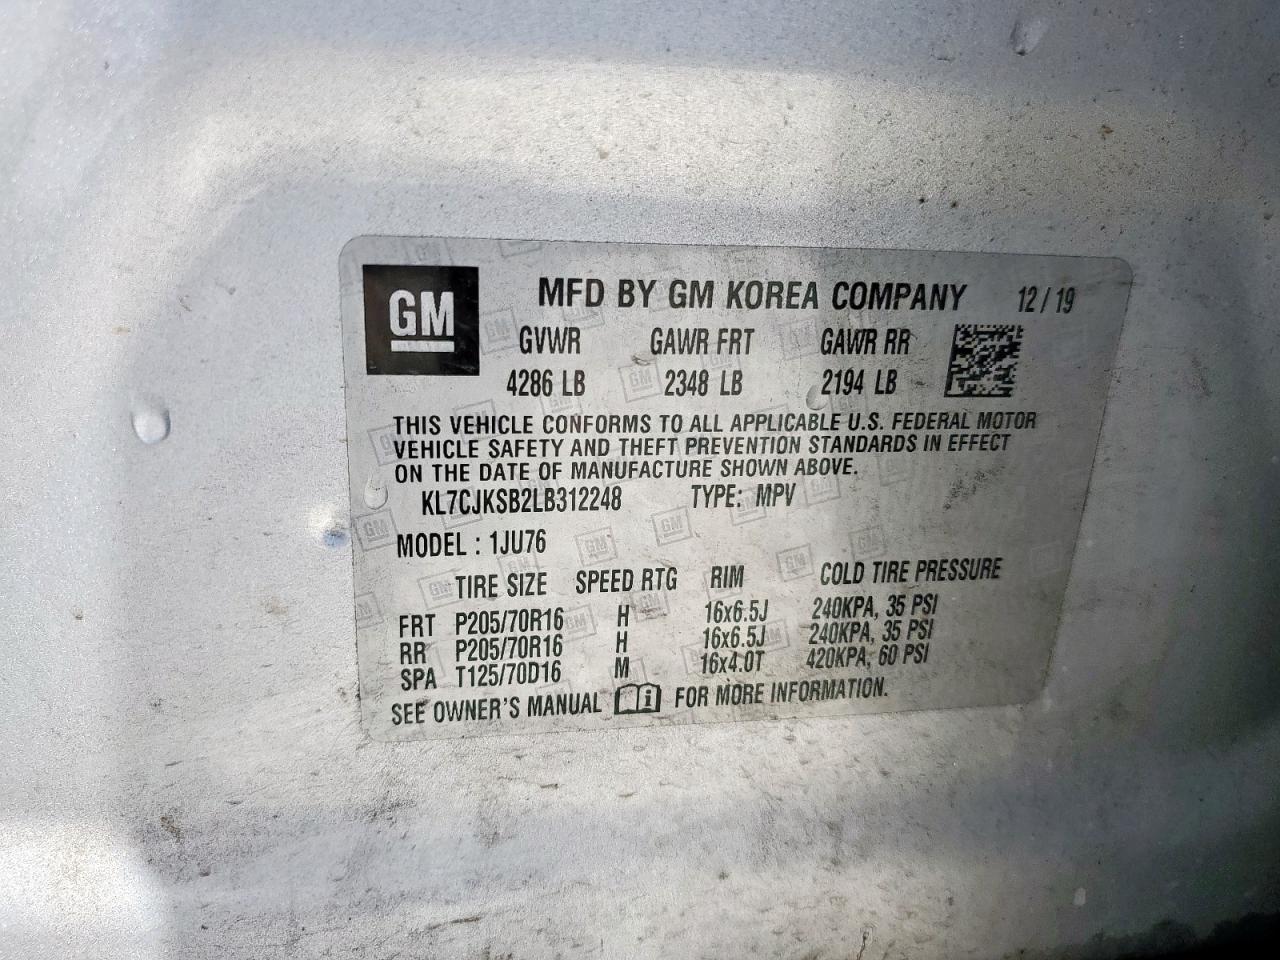 GM
MFD BY GM KOREA COMPANY 12/19
GVWR GAWR FRT GAWR RR
4286 LB 2348 LB 2194 LB
THIS VEHICLE CONFORMS TO ALL APPLICABLE U.S. FEDERAL MOTOR
VEHICLE SAFETY AND THEFT PREVENTION STANDARDS IN EFFECT
ON THE DATE OF MANUFACTURE SHOWN ABOVE.
KL7CJKSB2LB312248 TYPE: MPV
MODEL : 1JU76
TIRE SIZE SPEED RTG RIM COLD TIRE PRESSURE
FRT P205/70R16 H 16x6.5J 240KPA, 35 PSI
RR P205/70R16 H 16x6.5J 240KPA, 35 PSI
SPA T125/70D16 M 16x4.0T 420KPA, 60 PSI
SEE OWNER'S MANUAL i FOR MORE INFORMATION.